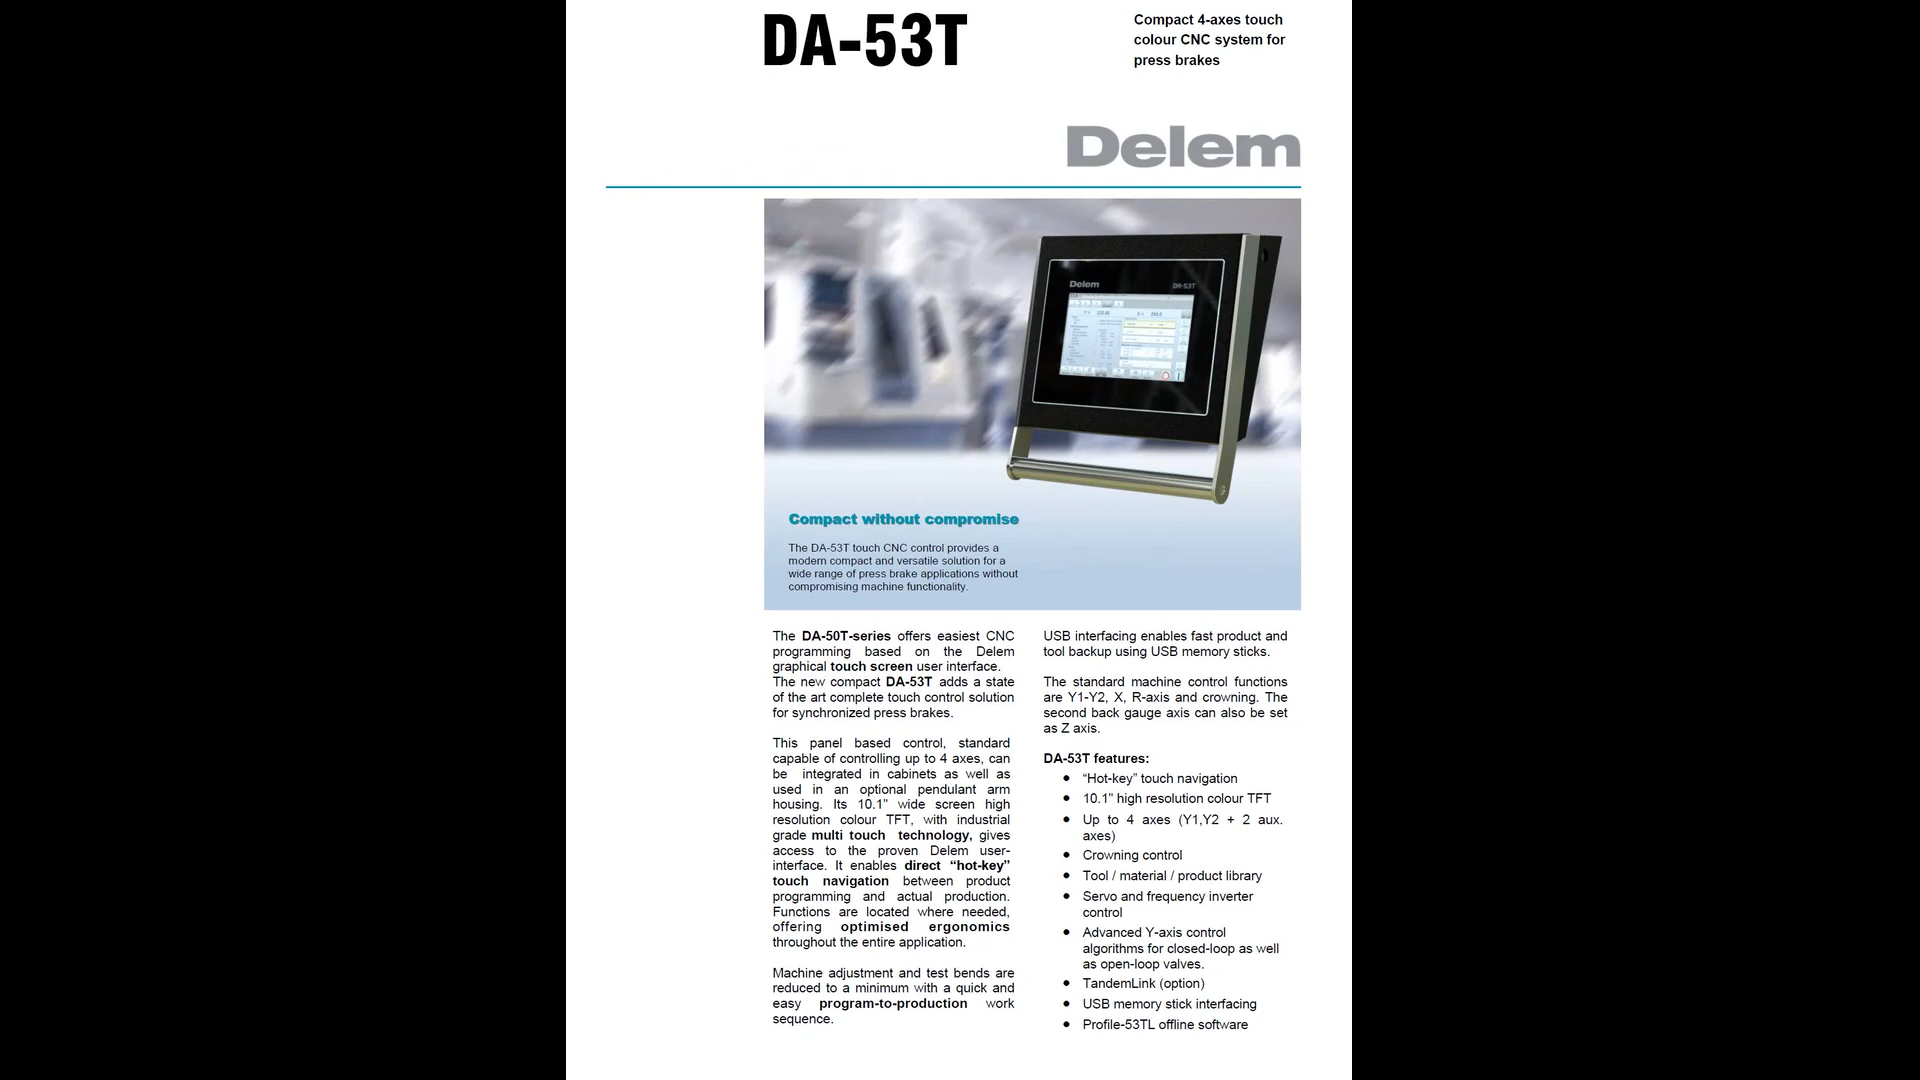 DA-53T
Compact 4-axes touch
colour CNC system for
press brakes
Delem
Delem
DA-53T
Compact without compromise
The DA-53T touch CNC control provides a
modern compact and versatile solution for a
wide range of press brake applications without
compromising machine functionality.
The DA-50T-series offers easiest CNC
programming based on the Delem
graphical touch screen user interface.
The new compact DA-53T adds a state
of the art complete touch control solution
for synchronized press brakes.
This panel based control, standard
capable of controlling up to 4 axes, can
be integrated in cabinets as well as
used in an optional pendulant arm
housing. Its 10.1" wide screen high
resolution colour TFT, with industrial
grade multi touch technology, gives
access to the proven Delem user-
interface. It enables direct “hot-key”
touch navigation between product
programming and actual production.
Functions are located where needed,
offering optimised ergonomics
throughout the entire application.
Machine adjustment and test bends are
reduced to a minimum with a quick and
easy program-to-production work
sequence.
USB interfacing enables fast product and
tool backup using USB memory sticks.
The standard machine control functions
are Y1-Y2, X, R-axis and crowning. The
second back gauge axis can also be set
as Z axis.
DA-53T features:
• “Hot-key” touch navigation
• 10.1" high resolution colour TFT
• Up to 4 axes (Y1,Y2 + 2 aux.
axes)
• Crowning control
• Tool / material / product library
• Servo and frequency inverter
control
• Advanced Y-axis control
algorithms for closed-loop as well
as open-loop valves.
• TandemLink (option)
• USB memory stick interfacing
• Profile-53TL offline software